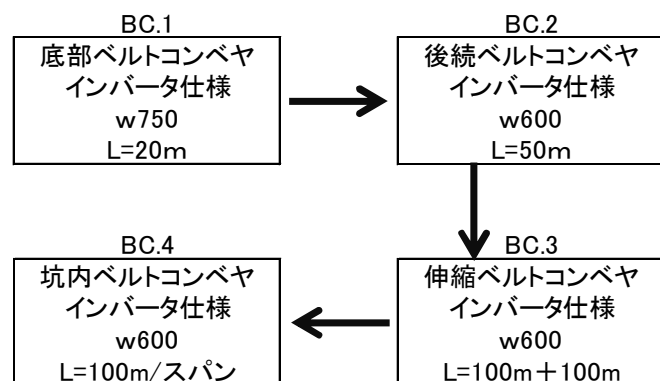 BC.1
底部ベルトコンベヤ
インバータ仕様
w750
L=20m
BC.2
後続ベルトコンベヤ
インバータ仕様
w600
L=50m
BC.3
伸縮ベルトコンベヤ
インバータ仕様
w600
L=100m+100m
BC.4
坑内ベルトコンベヤ
インバータ仕様
w600
L=100m/スパン